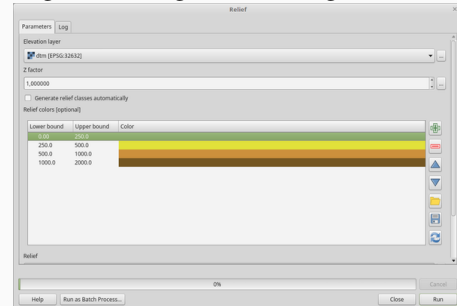 Relief
Parameters Log
Elevation layer
dtm [EPSG:32632]
Z factor
1,000000
Generate relief classes automatically
Relief colors [optional]
Lower bound Upper bound Color
0.00 250.0
250.0 500.0
500.0 1000.0
1000.0 2000.0
Relief
0% Cancel
Help Run as Batch Process... Close Run